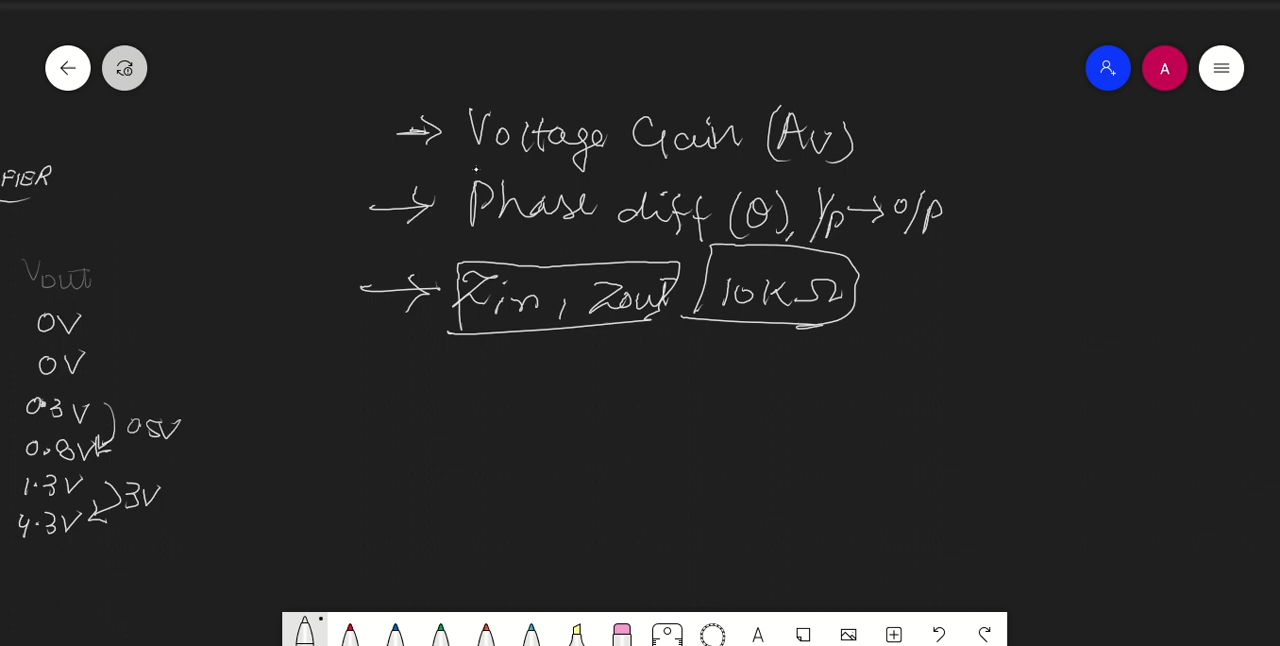 A
→ Voltage Gain (Av)
FIER
→ Phase diff (θ), I/p → o/p
Vout
→ Zin, Zout 10KΩ
0V
0V
0.3V
0.5V
0.8V
1.3V
3V
4.3V
A